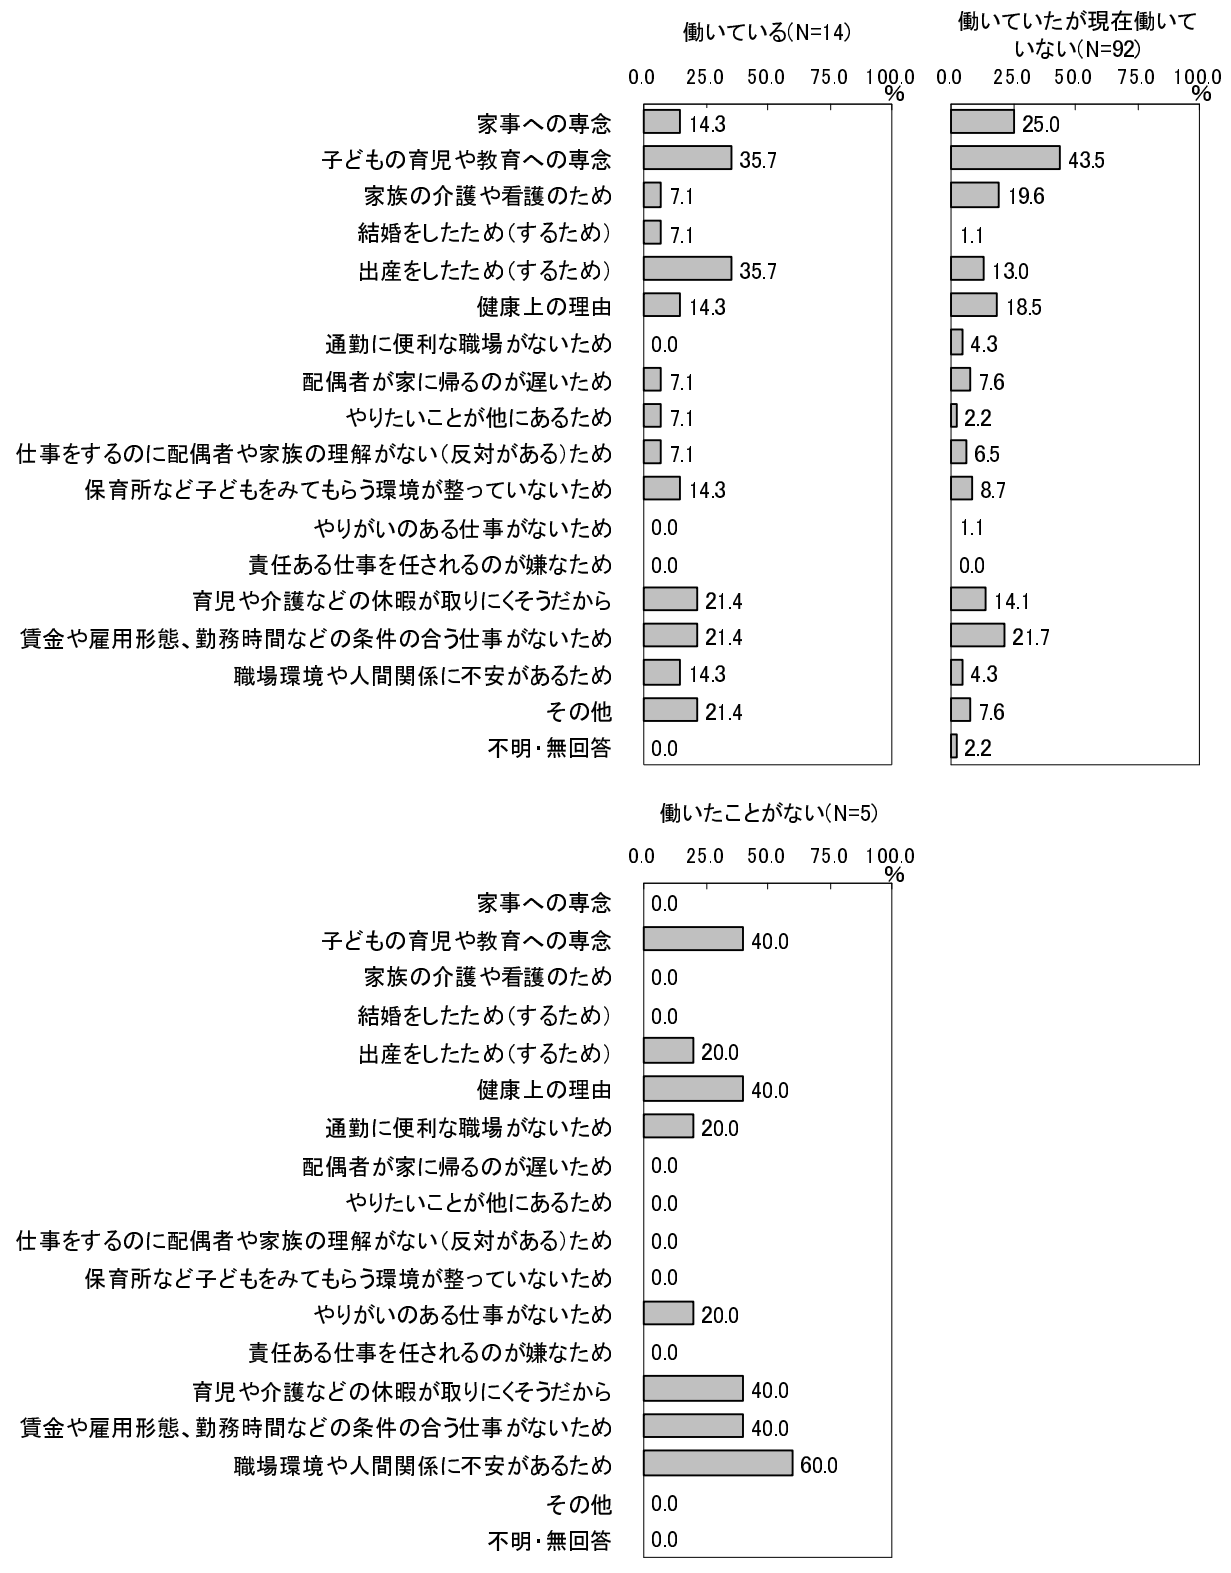 働いている(N=14)
働いていたが現在働いて
いない(N=92)
0.0 25.0 50.0 75.0 100.0
%
0.0 25.0 50.0 75.0 100.0
%
家事への専念 14.3 25.0
子どもの育児や教育への専念 35.7 43.5
家族の介護や看護のため 7.1 19.6
結婚をしたため(するため) 7.1 1.1
出産をしたため(するため) 35.7 13.0
健康上の理由 14.3 18.5
通勤に便利な職場がないため 0.0 4.3
配偶者が家に帰るのが遅いため 7.1 7.6
やりたいことが他にあるため 7.1 2.2
仕事をするのに配偶者や家族の理解がない(反対がある)ため 7.1 6.5
保育所など子どもをみてもらう環境が整っていないため 14.3 8.7
やりがいのある仕事がないため 0.0 1.1
責任ある仕事を任されるのが嫌なため 0.0 0.0
育児や介護などの休暇が取りにくそうだから 21.4 14.1
賃金や雇用形態、勤務時間などの条件の合う仕事がないため 21.4 21.7
職場環境や人間関係に不安があるため 14.3 4.3
その他 21.4 7.6
不明・無回答 0.0 2.2
働いたことがない(N=5)
0.0 25.0 50.0 75.0 100.0
%
家事への専念 0.0
子どもの育児や教育への専念 40.0
家族の介護や看護のため 0.0
結婚をしたため(するため) 0.0
出産をしたため(するため) 20.0
健康上の理由 40.0
通勤に便利な職場がないため 20.0
配偶者が家に帰るのが遅いため 0.0
やりたいことが他にあるため 0.0
仕事をするのに配偶者や家族の理解がない(反対がある)ため 0.0
保育所など子どもをみてもらう環境が整っていないため 0.0
やりがいのある仕事がないため 20.0
責任ある仕事を任されるのが嫌なため 0.0
育児や介護などの休暇が取りにくそうだから 40.0
賃金や雇用形態、勤務時間などの条件の合う仕事がないため 40.0
職場環境や人間関係に不安があるため 60.0
その他 0.0
不明・無回答 0.0